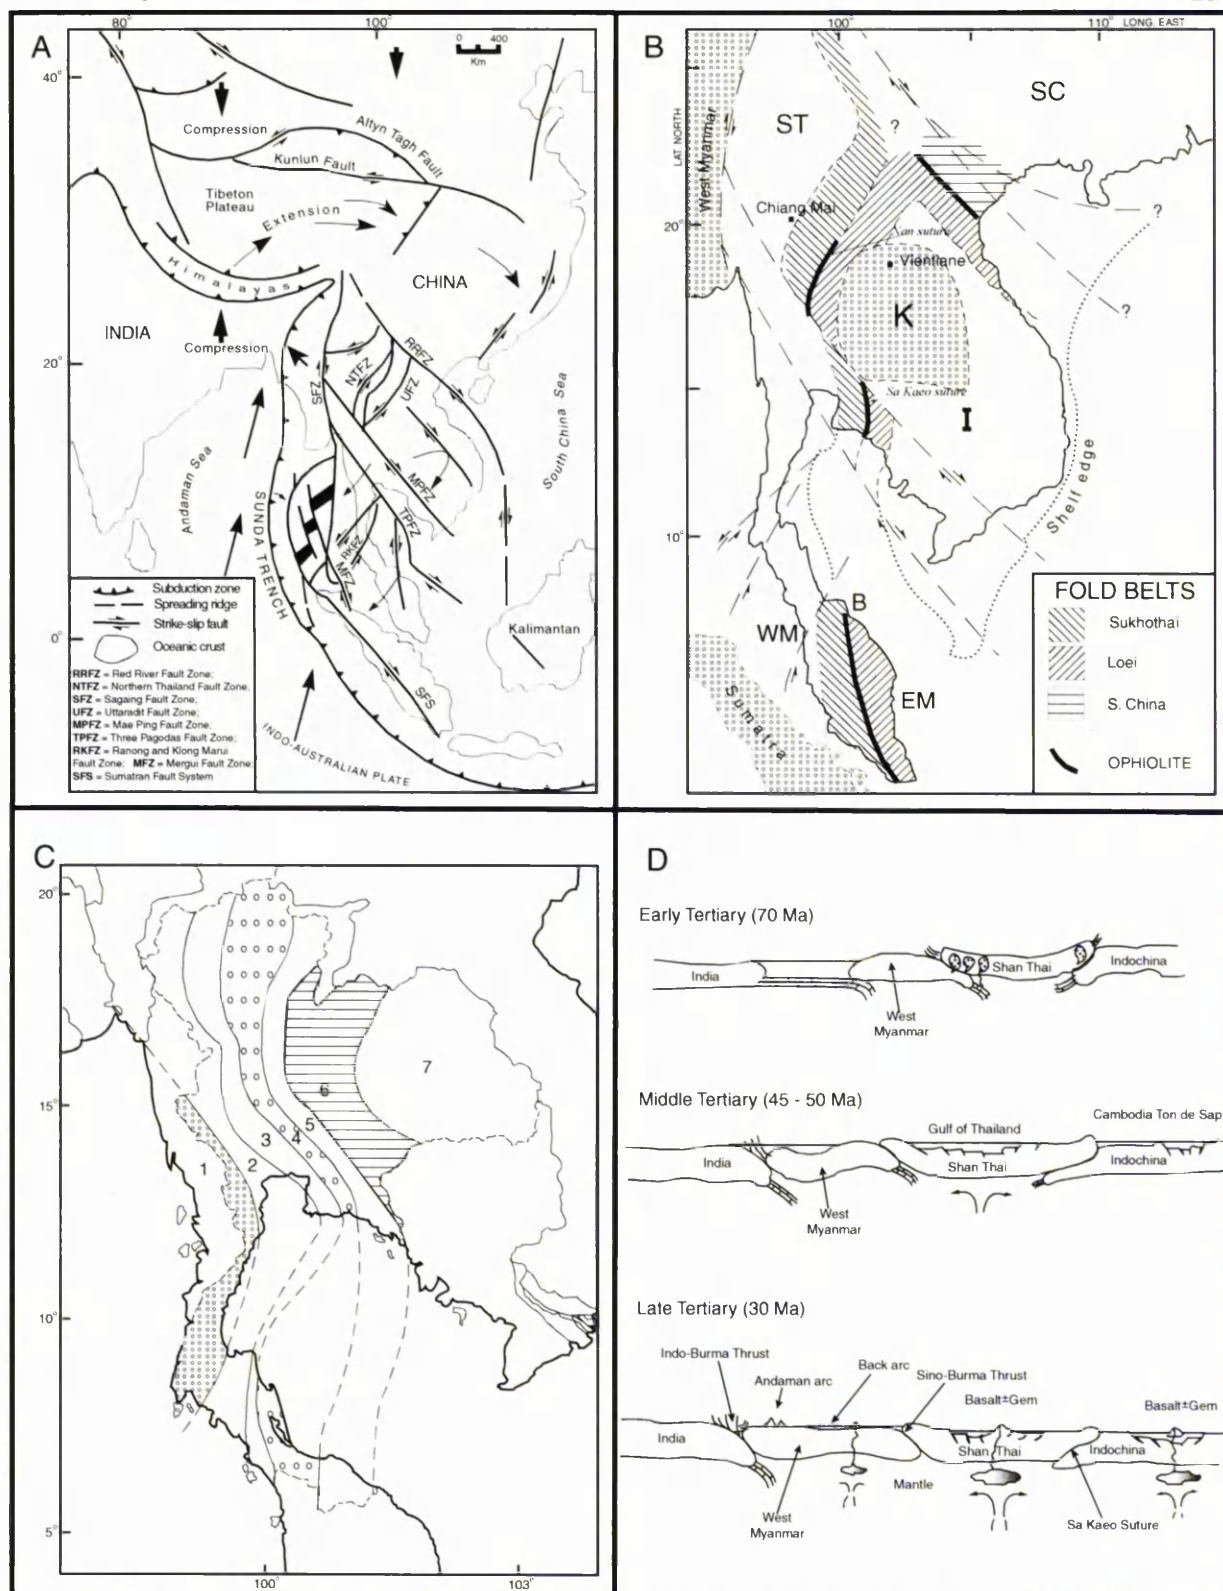 A
80°
100°
0 400
Km
40°
20°
0°
Compression
Altyn Tagh Fault
Kunlun Fault
Tibeton
Plateau
Extension
Himalayas
CHINA
INDIA
Compression
RRFZ
NTFZ
SFZ
UFZ
MPFZ
TPFZ
RKFZ
MFZ
SFS
Andaman Sea
SUNDA TRENCH
South China Sea
Kalimantan
INDO-AUSTRALIAN PLATE
Subduction zone
Spreading ridge
Strike-slip fault
Oceanic crust
RRFZ = Red River Fault Zone;
NTFZ = Northern Thailand Fault Zone;
SFZ = Sagaing Fault Zone;
UFZ = Uttaradit Fault Zone;
MPFZ = Mae Ping Fault Zone;
TPFZ = Three Pagodas Fault Zone;
RKFZ = Ranong and Klong Marui
Fault Zone; MFZ = Mergui Fault Zone;
SFS = Sumatran Fault System
B
100°
110° LONG. EAST
LAT. NORTH
20°
10°
West Myanmar
ST
SC
?
?
?
Chiang Mai
Nan suture
Vientiane
K
Sa Kaeo suture
I
Shelf edge
B
WM
EM
Sumatra
FOLD BELTS
Sukhothai
Loei
S. China
OPHIOLITE
C
20°
15°
10°
5°
100°
103°
1
2
3
4
5
6
7
D
Early Tertiary (70 Ma)
India
West
Myanmar
Shan Thai
Indochina
Middle Tertiary (45 - 50 Ma)
Cambodia Ton de Sap
Gulf of Thailand
India
Shan Thai
Indochina
West
Myanmar
Late Tertiary (30 Ma)
Indo-Burma Thrust
Back arc
Sino-Burma Thrust
Andaman arc
Basalt±Gem
Basalt±Gem
India
Shan Thai
Indochina
Mantle
West
Myanmar
Sa Kaeo Suture